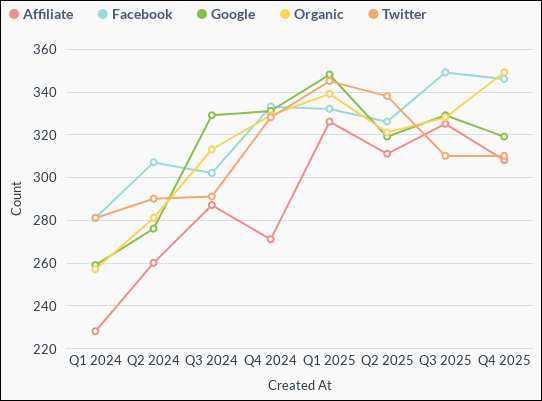 Affiliate Facebook Google Organic Twitter
360
340
320
300
280
260
240
220
Count
Q1 2024 Q2 2024 Q3 2024 Q4 2024 Q1 2025 Q2 2025 Q3 2025 Q4 2025
Created At